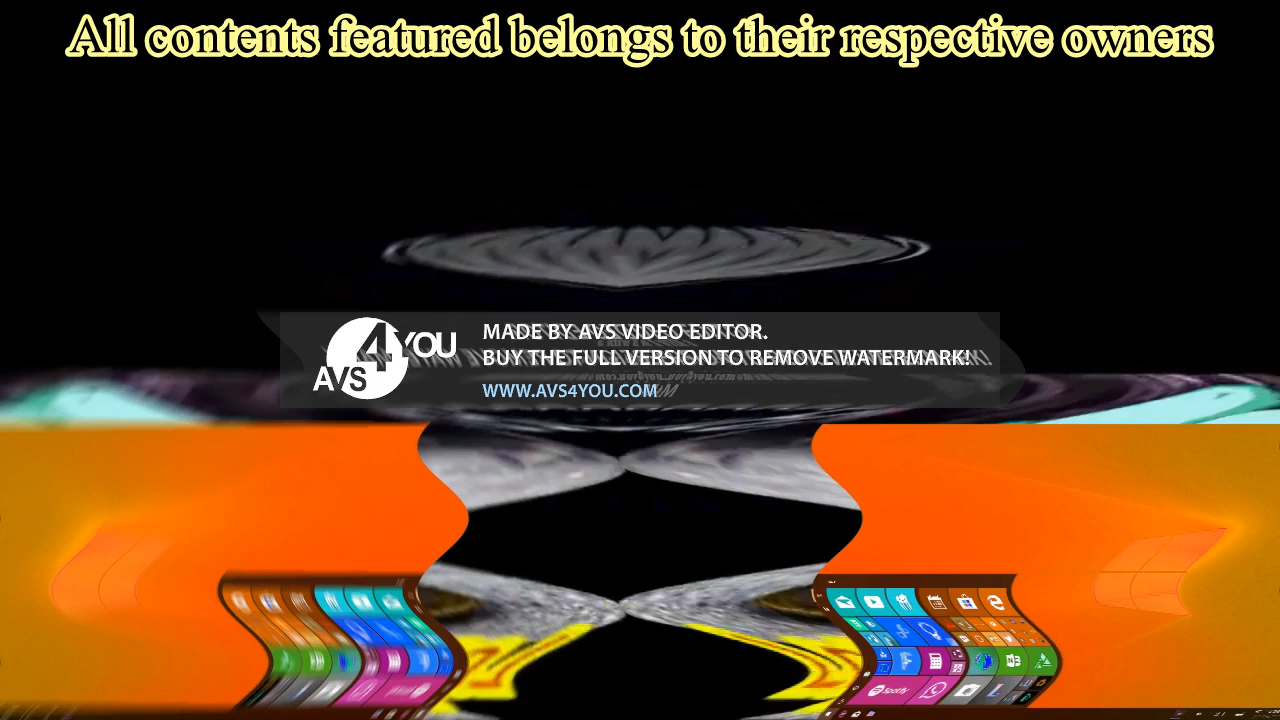 All contents featured belongs to their respective owners
AVS4YOU
MADE BY AVS VIDEO EDITOR.
BUY THE FULL VERSION TO REMOVE WATERMARK!
WWW.AVS4YOU.COM
Spotify